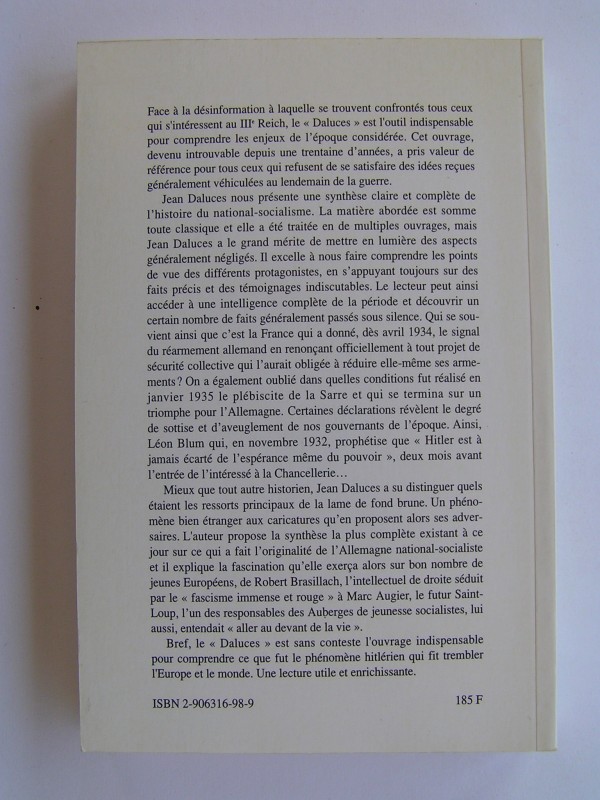 Face à la désinformation à laquelle se trouvent confrontés tous ceux
qui s'intéressent au IIIe Reich, le « Daluces » est l'outil indispensable
pour comprendre les enjeux de l'époque considérée. Cet ouvrage,
devenu introuvable depuis une trentaine d'années, a pris valeur de
référence pour tous ceux qui refusent de se satisfaire des idées reçues
généralement véhiculées au lendemain de la guerre.
Jean Daluces nous présente une synthèse claire et complète de
l'histoire du national-socialisme. La matière abordée est somme
toute classique et elle a été traitée en de multiples ouvrages, mais
Jean Daluces a le grand mérite de mettre en lumière des aspects
généralement négligés. Il excelle à nous faire comprendre les points
de vue des différents protagonistes, en s'appuyant toujours sur des
faits précis et des témoignages indiscutables. Le lecteur peut ainsi
accéder à une intelligence complète de la période et découvrir un
certain nombre de faits généralement passés sous silence. Qui se sou-
vient ainsi que c'est la France qui a donné, dès avril 1934, le signal
du réarmement allemand en renonçant officiellement à tout projet de
sécurité collective qui l'aurait obligée à réduire elle-même ses arme-
ments ? On a également oublié dans quelles conditions fut réalisé en
janvier 1935 le plébiscite de la Sarre et qui se termina sur un
triomphe pour l'Allemagne. Certaines déclarations révèlent le degré
de sottise et d'aveuglement de nos gouvernants de l'époque. Ainsi,
Léon Blum qui, en novembre 1932, prophétise que « Hitler est à
jamais écarté de l'espérance même du pouvoir », deux mois avant
l'entrée de l'intéressé à la Chancellerie…
Mieux que tout autre historien, Jean Daluces a su distinguer quels
étaient les ressorts principaux de la lame de fond brune. Un phéno-
mène bien étranger aux caricatures qu'en proposent alors ses adver-
saires. L'auteur propose la synthèse la plus complète existant à ce
jour sur ce qui a fait l'originalité de l'Allemagne national-socialiste
et il explique la fascination qu'elle exerça alors sur bon nombre de
jeunes Européens, de Robert Brasillach, l'intellectuel de droite séduit
par le « fascisme immense et rouge » à Marc Augier, le futur Saint-
Loup, l'un des responsables des Auberges de jeunesse socialistes, lui
aussi, entendait « aller au devant de la vie ».
Bref, le « Daluces » est sans conteste l'ouvrage indispensable
pour comprendre ce que fut le phénomène hitlérien qui fit trembler
l'Europe et le monde. Une lecture utile et enrichissante.
ISBN 2-906316-98-9
185 F